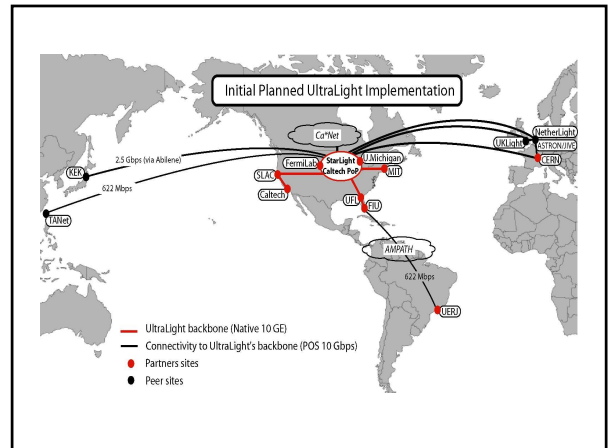 Initial Planned UltraLight Implementation
Ca*Net
NetherLight
UKLight
ASTRON/JIVE
CERN
2.5 Gbps (via Abilene)
FermiLab
StarLight
Caltech PoP
U.Michigan
MIT
KEK
SLAC
622 Mbps
Caltech
UFL
FIU
TANet
AMPATH
622 Mbps
UERJ
UltraLight backbone (Native 10 GE)
Connectivity to UltraLight's backbone (POS 10 Gbps)
Partners sites
Peer sites